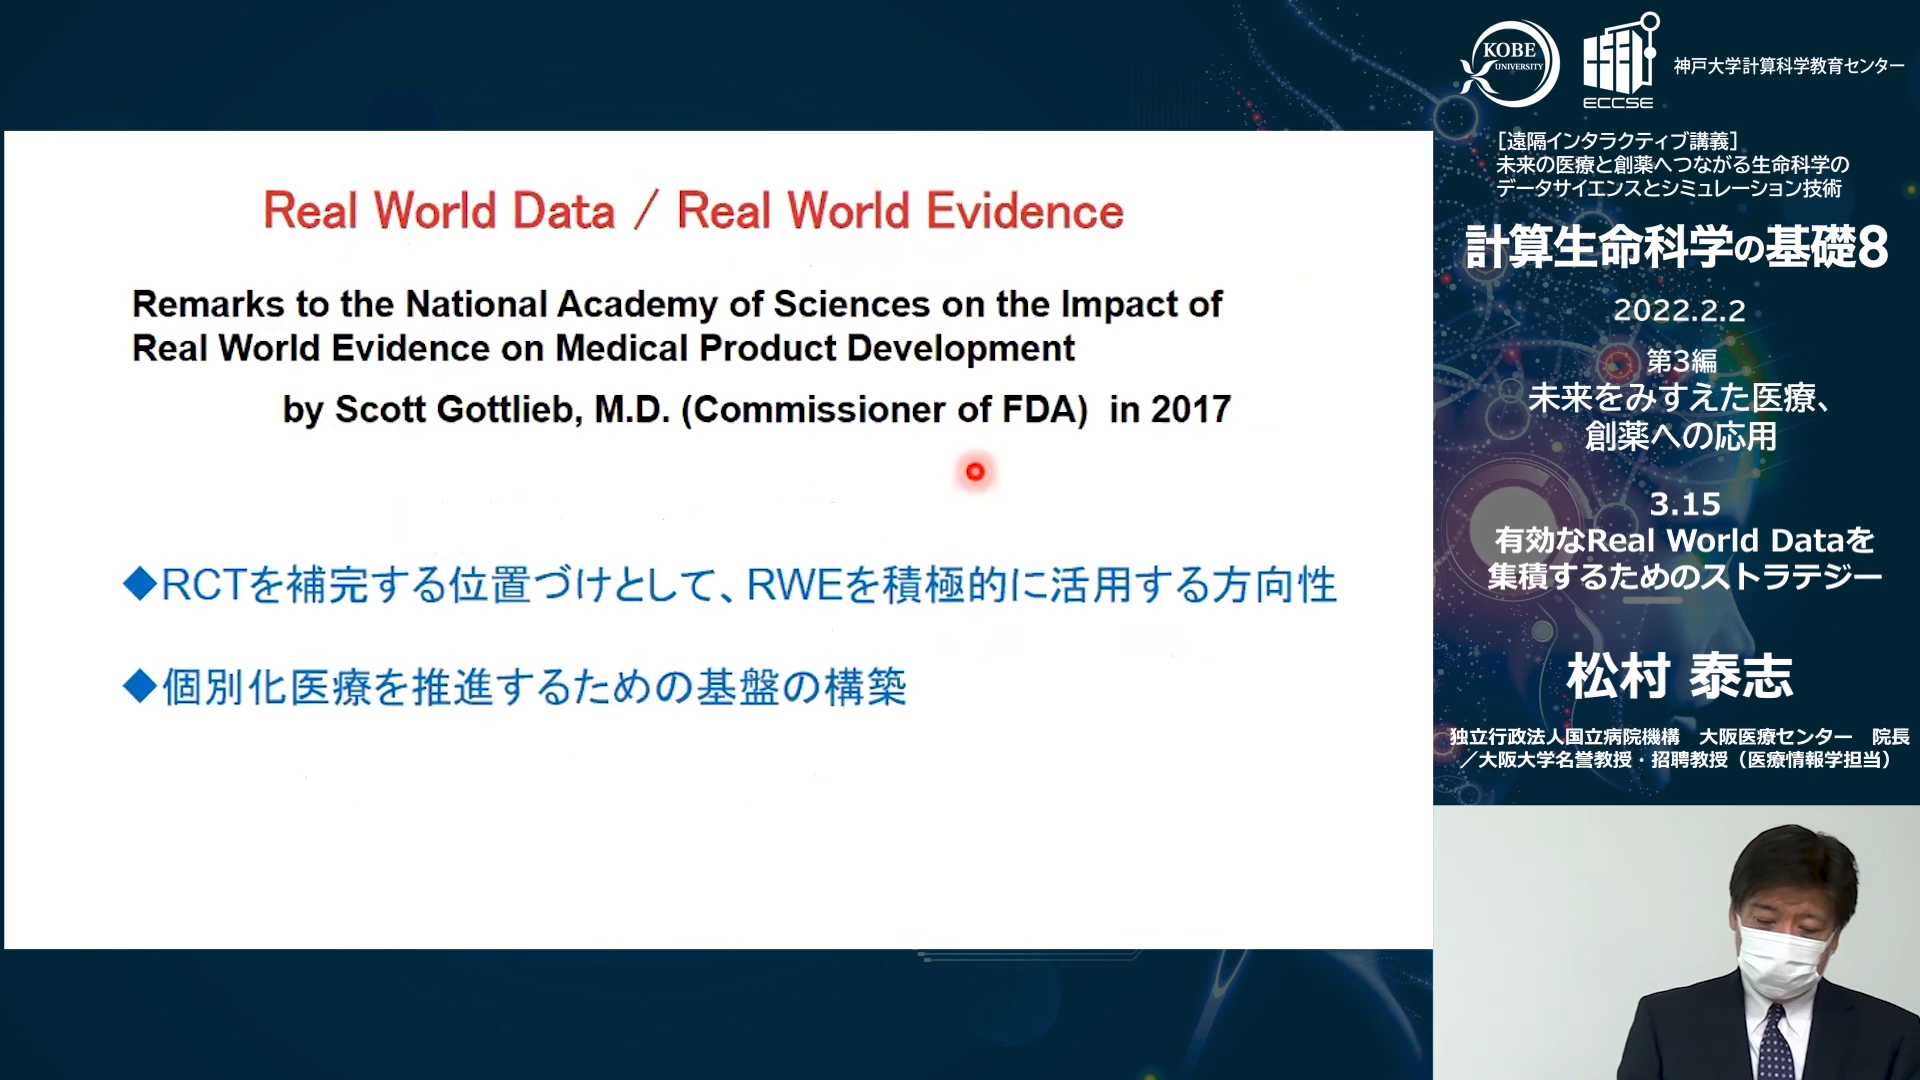 Real World Data / Real World Evidence
Remarks to the National Academy of Sciences on the Impact of
Real World Evidence on Medical Product Development
by Scott Gottlieb, M.D. (Commissioner of FDA) in 2017
◆RCTを補完する位置づけとして、RWEを積極的に活用する方向性
◆個別化医療を推進するための基盤の構築
KOBE
UNIVERSITY
ECCSE
神戸大学計算科学教育センター
［遠隔インタラクティブ講義］
未来の医療と創薬へつながる生命科学の
データサイエンスとシミュレーション技術
計算生命科学の基礎8
2022.2.2
第3編
未来をみすえた医療、
創薬への応用
3.15
有効なReal World Dataを
集積するためのストラテジー
松村 泰志
独立行政法人国立病院機構　大阪医療センター　院長
／大阪大学名誉教授・招聘教授（医療情報学担当）